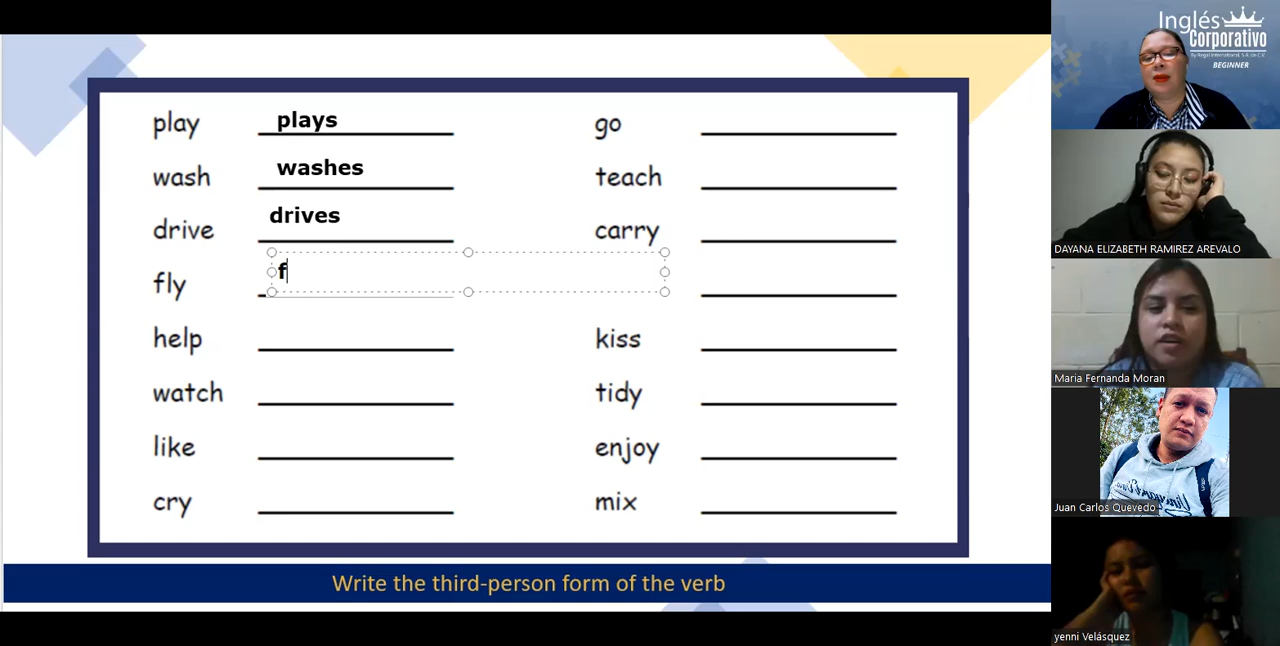 play plays go
wash washes teach
drive drives carry
fly f
help kiss
watch tidy
like enjoy
cry mix
Write the third-person form of the verb
Inglés
Corporativo
BEGINNER
DAYANA ELIZABETH RAMIREZ AREVALO
Maria Fernanda Moran
Juan Carlos Quevedo
yenni Velásquez